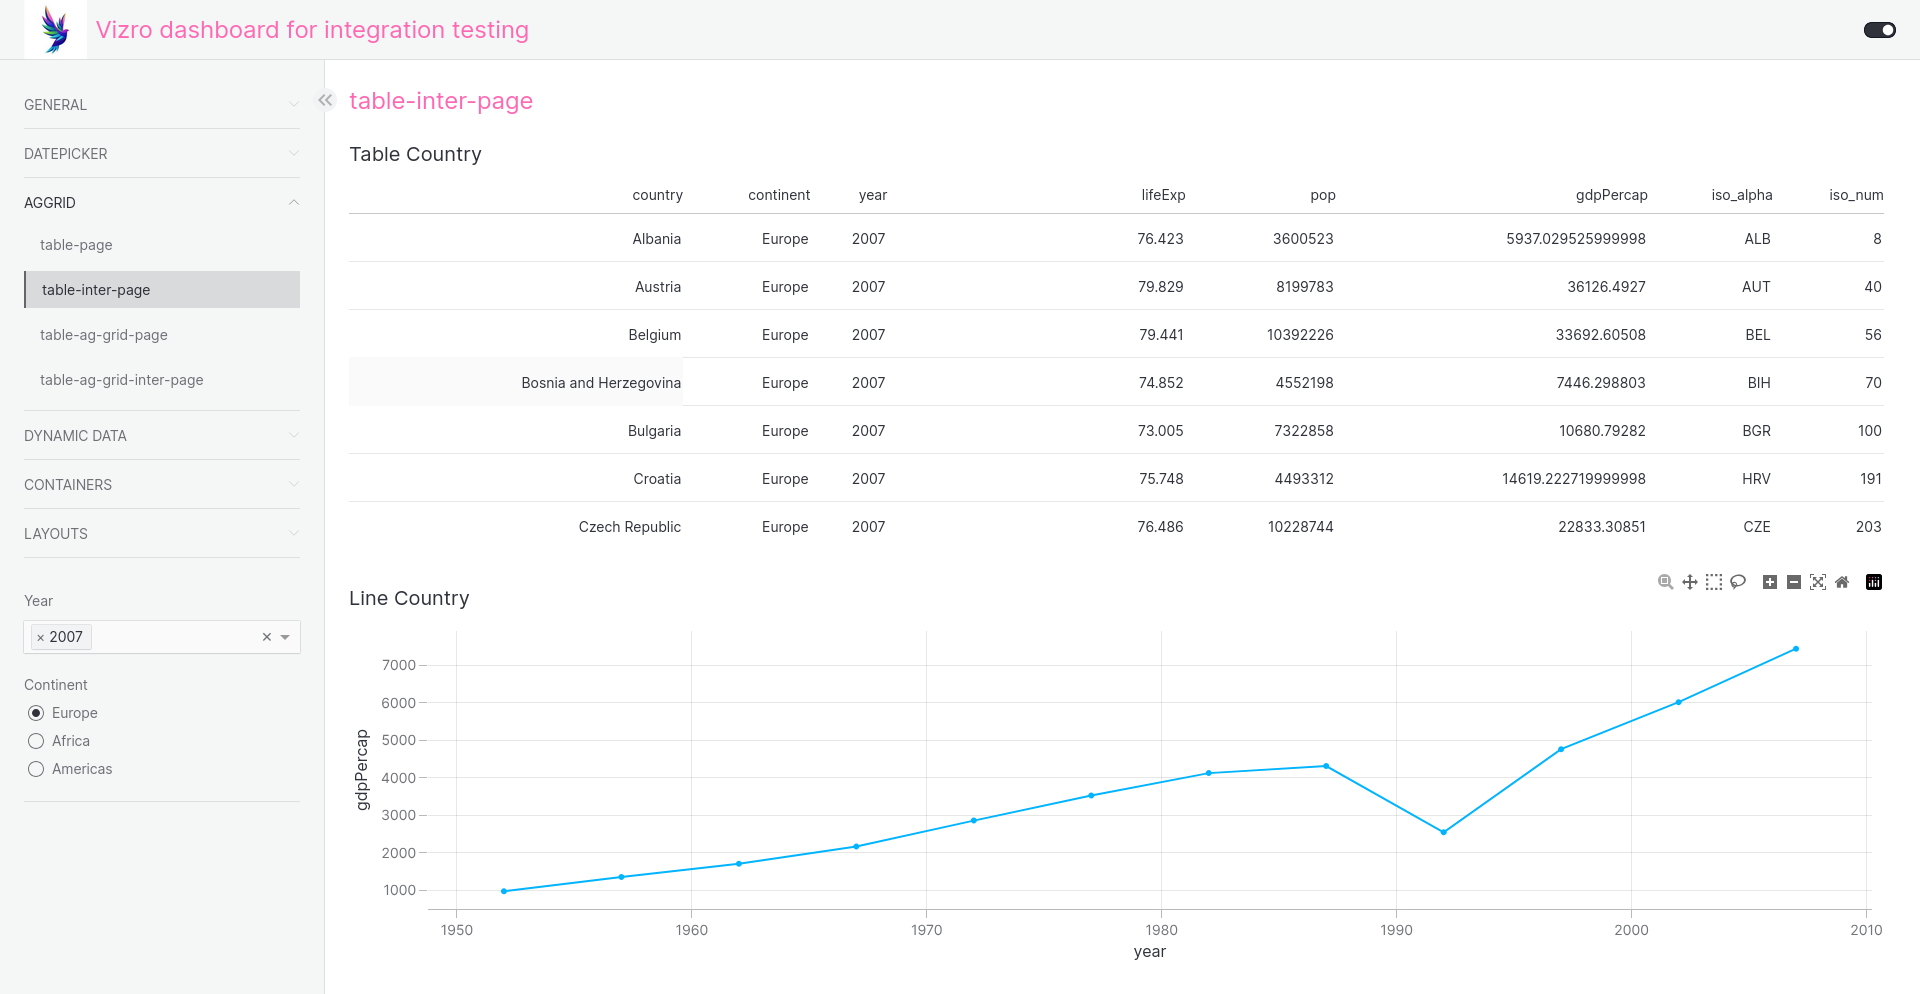 Vizro dashboard for integration testing
GENERAL
DATEPICKER
AGGRID
table-page
table-inter-page
table-ag-grid-page
table-ag-grid-inter-page
DYNAMIC DATA
CONTAINERS
LAYOUTS
Year
× 2007 ×
Continent
Europe
Africa
Americas
table-inter-page
Table Country
country continent year lifeExp pop gdpPercap iso_alpha iso_num
Albania Europe 2007 76.423 3600523 5937.029525999998 ALB 8
Austria Europe 2007 79.829 8199783 36126.4927 AUT 40
Belgium Europe 2007 79.441 10392226 33692.60508 BEL 56
Bosnia and Herzegovina Europe 2007 74.852 4552198 7446.298803 BIH 70
Bulgaria Europe 2007 73.005 7322858 10680.79282 BGR 100
Croatia Europe 2007 75.748 4493312 14619.222719999998 HRV 191
Czech Republic Europe 2007 76.486 10228744 22833.30851 CZE 203
Line Country
gdpPercap
7000
6000
5000
4000
3000
2000
1000
1950 1960 1970 1980 1990 2000 2010
year